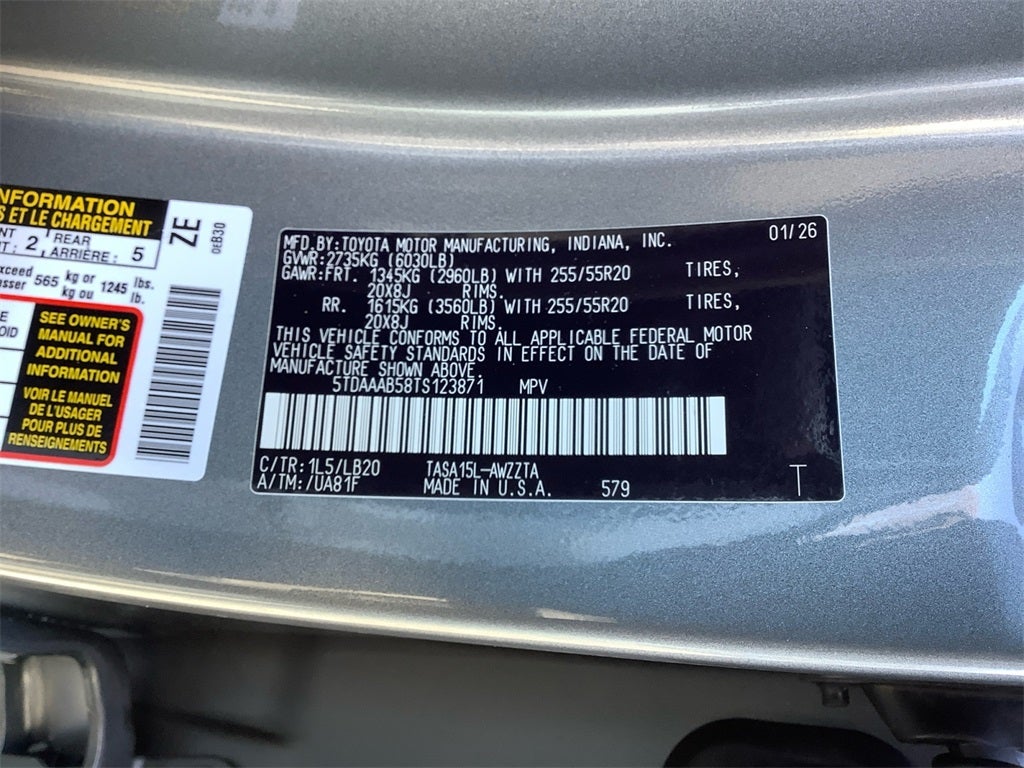 NFORMATION
S ET LE CHARGEMENT
NT : 2 REAR ARRIÈRE : 5
xceed
sser 565 kg or kg ou 1245 lbs. lb.
E
OID
SEE OWNER'S
MANUAL FOR
ADDITIONAL
INFORMATION
VOIR LE MANUEL
DE L'USAGER
POUR PLUS DE
RENSEIGNEMENTS
ZE
0EB30
MFD.BY:TOYOTA MOTOR MANUFACTURING, INDIANA, INC. 01/26
GVWR:2735KG (6030LB)
GAWR:FRT. 1345KG (2960LB) WITH 255/55R20 TIRES,
20X8J RIMS.
RR. 1615KG (3560LB) WITH 255/55R20 TIRES,
20X8J RIMS.
THIS VEHICLE CONFORMS TO ALL APPLICABLE FEDERAL MOTOR
VEHICLE SAFETY STANDARDS IN EFFECT ON THE DATE OF
MANUFACTURE SHOWN ABOVE.
5TDAAAB58TS123871 MPV
C/TR:1L5/LB20 TASA15L-AWZZTA
A/TM:/UA81F MADE IN U.S.A. 579 T